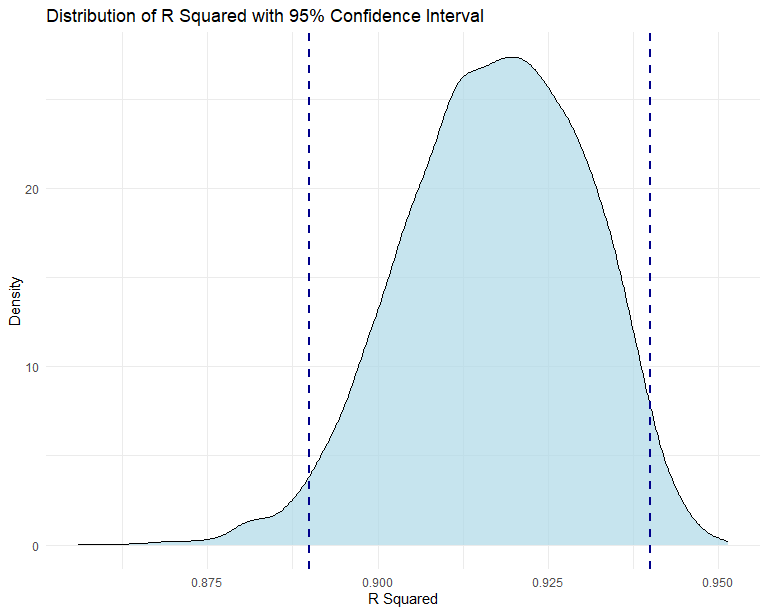 Distribution of R Squared with 95% Confidence Interval
Density
20
10
0
0.875
0.900
0.925
0.950
R Squared